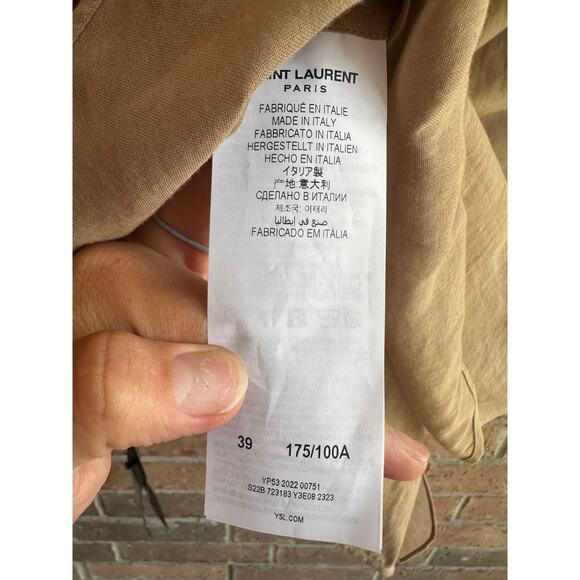 INT LAURENT
PARIS
FABRIQUÉ EN ITALIE
MADE IN ITALY
FABBRICATO IN ITALIA
HERGESTELLT IN ITALIEN
HECHO EN ITALIA
イタリア製
产地:意大利
СДЕЛАНО В ИТАЛИИ
제조국: 이태리
صنع في إيطاليا
FABRICADO EM ITÁLIA
39 175/100A
YP53 2022 00751
S22B 723183 Y3E08 2323
YSL.COM